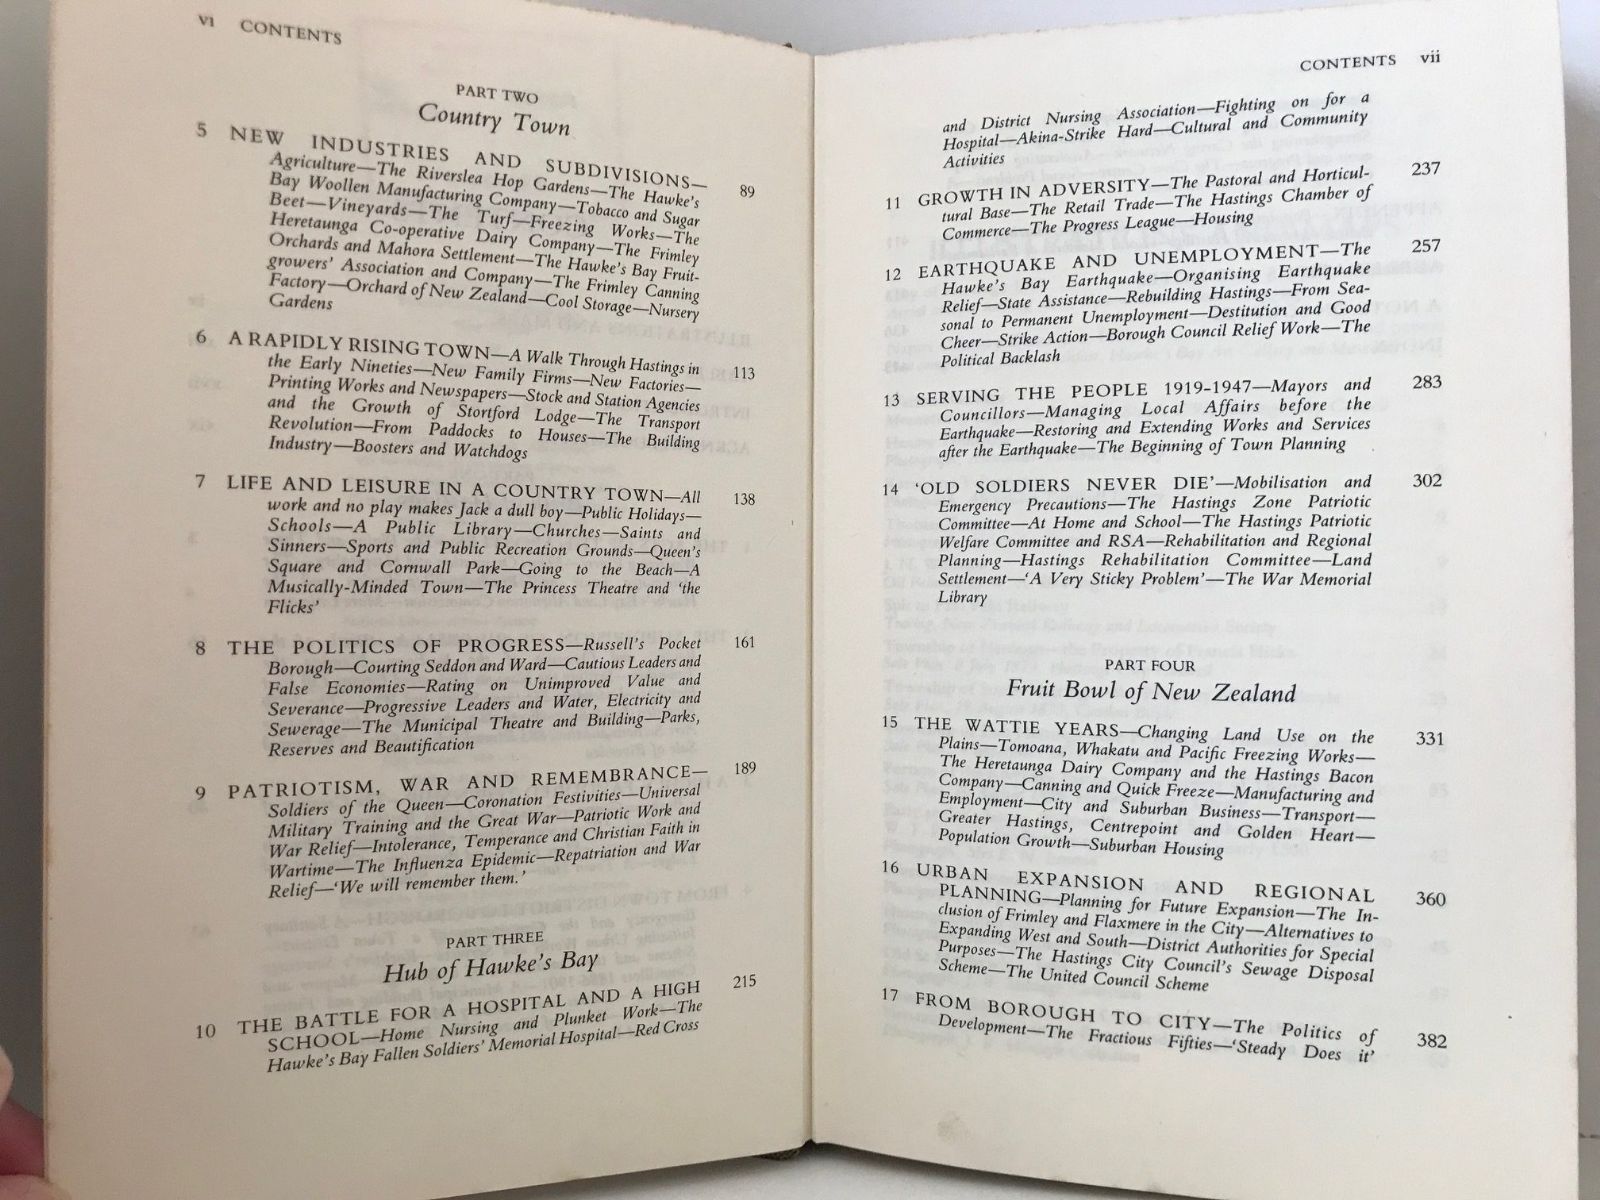 vi CONTENTS
PART TWO
Country Town
5 NEW INDUSTRIES AND SUBDIVISIONS— 89
Agriculture—The Riverslea Hop Gardens—The Hawke's
Bay Woollen Manufacturing Company—Tobacco and Sugar
Beet—Vineyards—The Turf—Freezing Works—The
Heretaunga Co-operative Dairy Company—The Frimley
Orchards and Mahora Settlement—The Hawke's Bay Fruit-
growers' Association and Company—The Frimley Canning
Factory—Orchard of New Zealand—Cool Storage—Nursery
Gardens
6 A RAPIDLY RISING TOWN—A Walk Through Hastings in 113
the Early Nineties—New Family Firms—New Factories—
Printing Works and Newspapers—Stock and Station Agencies
and the Growth of Stortford Lodge—The Transport
Revolution—From Paddocks to Houses—The Building
Industry—Boosters and Watchdogs
7 LIFE AND LEISURE IN A COUNTRY TOWN—All 138
work and no play makes Jack a dull boy—Public Holidays—
Schools—A Public Library—Churches—Saints and
Sinners—Sports and Public Recreation Grounds—Queen's
Square and Cornwall Park—Going to the Beach—A
Musically-Minded Town—The Princess Theatre and 'the
Flicks'
8 THE POLITICS OF PROGRESS—Russell's Pocket 161
Borough—Courting Seddon and Ward—Cautious Leaders and
False Economies—Rating on Unimproved Value and
Severance—Progressive Leaders and Water, Electricity and
Sewerage—The Municipal Theatre and Building—Parks,
Reserves and Beautification
9 PATRIOTISM, WAR AND REMEMBRANCE— 189
Soldiers of the Queen—Coronation Festivities—Universal
Military Training and the Great War—Patriotic Work and
War Relief—Intolerance, Temperance and Christian Faith in
Wartime—The Influenza Epidemic—Repatriation and War
Relief—'We will remember them.'
PART THREE
Hub of Hawke's Bay
10 THE BATTLE FOR A HOSPITAL AND A HIGH 215
SCHOOL—Home Nursing and Plunket Work—The
Hawke's Bay Fallen Soldiers' Memorial Hospital—Red Cross
CONTENTS vii
and District Nursing Association—Fighting on for a
Hospital—Akina-Strike Hard—Cultural and Community
Activities
11 GROWTH IN ADVERSITY—The Pastoral and Horticul- 237
tural Base—The Retail Trade—The Hastings Chamber of
Commerce—The Progress League—Housing
12 EARTHQUAKE AND UNEMPLOYMENT—The 257
Hawke's Bay Earthquake—Organising Earthquake
Relief—State Assistance—Rebuilding Hastings—From Sea-
sonal to Permanent Unemployment—Destitution and Good
Cheer—Strike Action—Borough Council Relief Work—The
Political Backlash
13 SERVING THE PEOPLE 1919-1947—Mayors and 283
Councillors—Managing Local Affairs before the
Earthquake—Restoring and Extending Works and Services
after the Earthquake—The Beginning of Town Planning
14 'OLD SOLDIERS NEVER DIE'—Mobilisation and 302
Emergency Precautions—The Hastings Zone Patriotic
Committee—At Home and School—The Hastings Patriotic
Welfare Committee and RSA—Rehabilitation and Regional
Planning—Hastings Rehabilitation Committee—Land
Settlement—'A Very Sticky Problem'—The War Memorial
Library
PART FOUR
Fruit Bowl of New Zealand
15 THE WATTIE YEARS—Changing Land Use on the 331
Plains—Tomoana, Whakatu and Pacific Freezing Works—
The Heretaunga Dairy Company and the Hastings Bacon
Company—Canning and Quick Freeze—Manufacturing and
Employment—City and Suburban Business—Transport—
Greater Hastings, Centrepoint and Golden Heart—
Population Growth—Suburban Housing
16 URBAN EXPANSION AND REGIONAL 360
PLANNING—Planning for Future Expansion—The In-
clusion of Frimley and Flaxmere in the City—Alternatives to
Expanding West and South—District Authorities for Special
Purposes—The Hastings City Council's Sewage Disposal
Scheme—The United Council Scheme
17 FROM BOROUGH TO CITY—The Politics of 382
Development—The Fractious Fifties—'Steady Does it'